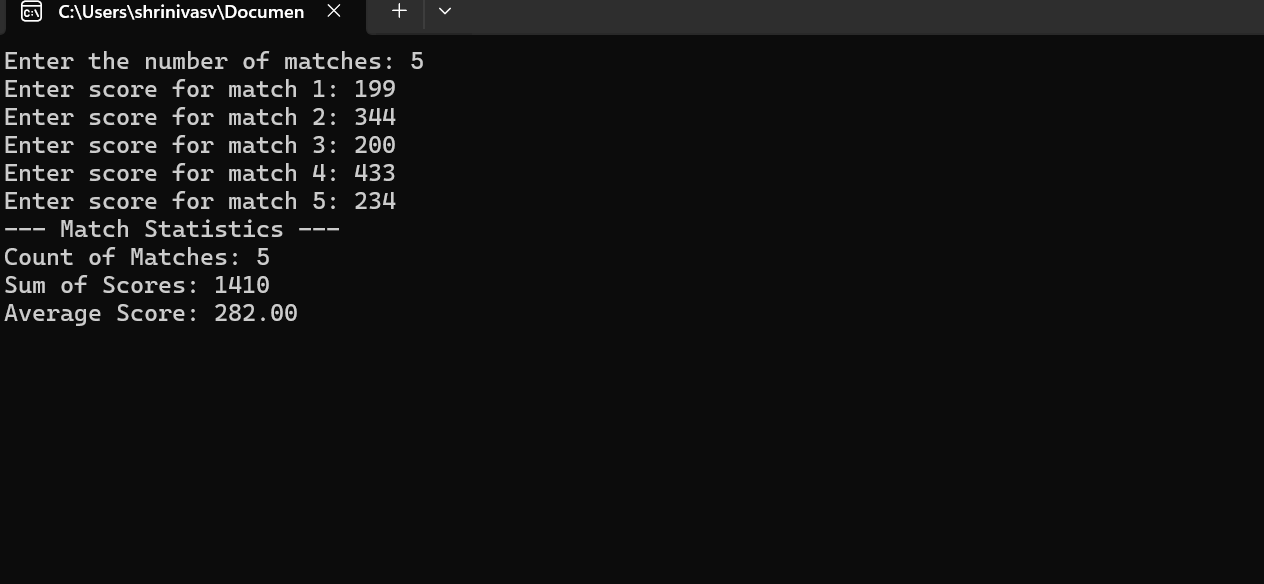 C:\Users\shrinivasv\Documen
Enter the number of matches: 5
Enter score for match 1: 199
Enter score for match 2: 344
Enter score for match 3: 200
Enter score for match 4: 433
Enter score for match 5: 234
--- Match Statistics ---
Count of Matches: 5
Sum of Scores: 1410
Average Score: 282.00